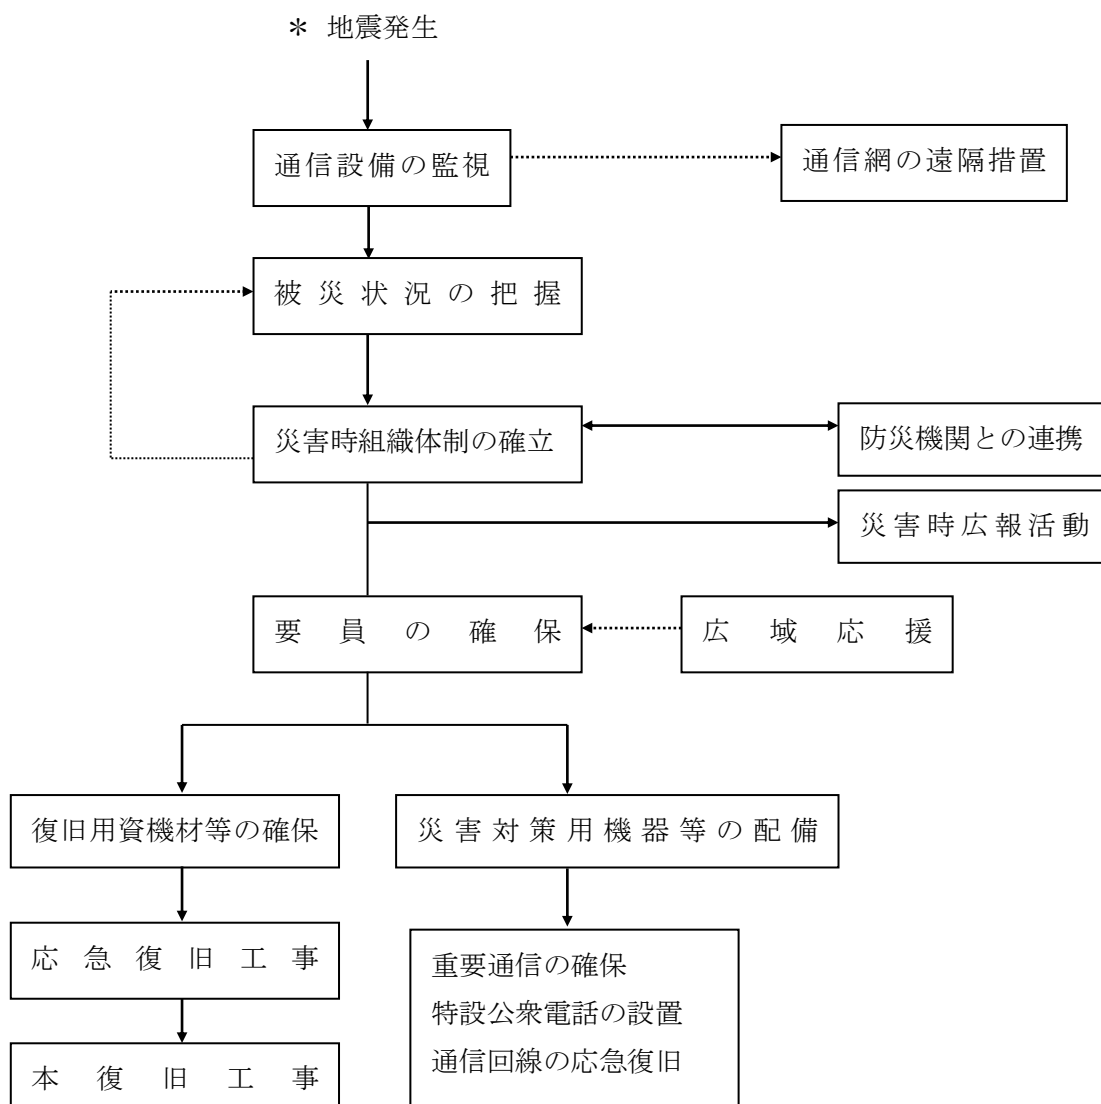 ＊ 地震発生
通信設備の監視
通信網の遠隔措置
被災状況の把握
災害時組織体制の確立
防災機関との連携
災害時広報活動
要員の確保
広域応援
復旧用資機材等の確保
災害対策用機器等の配備
応急復旧工事
重要通信の確保
特設公衆電話の設置
通信回線の応急復旧
本復旧工事